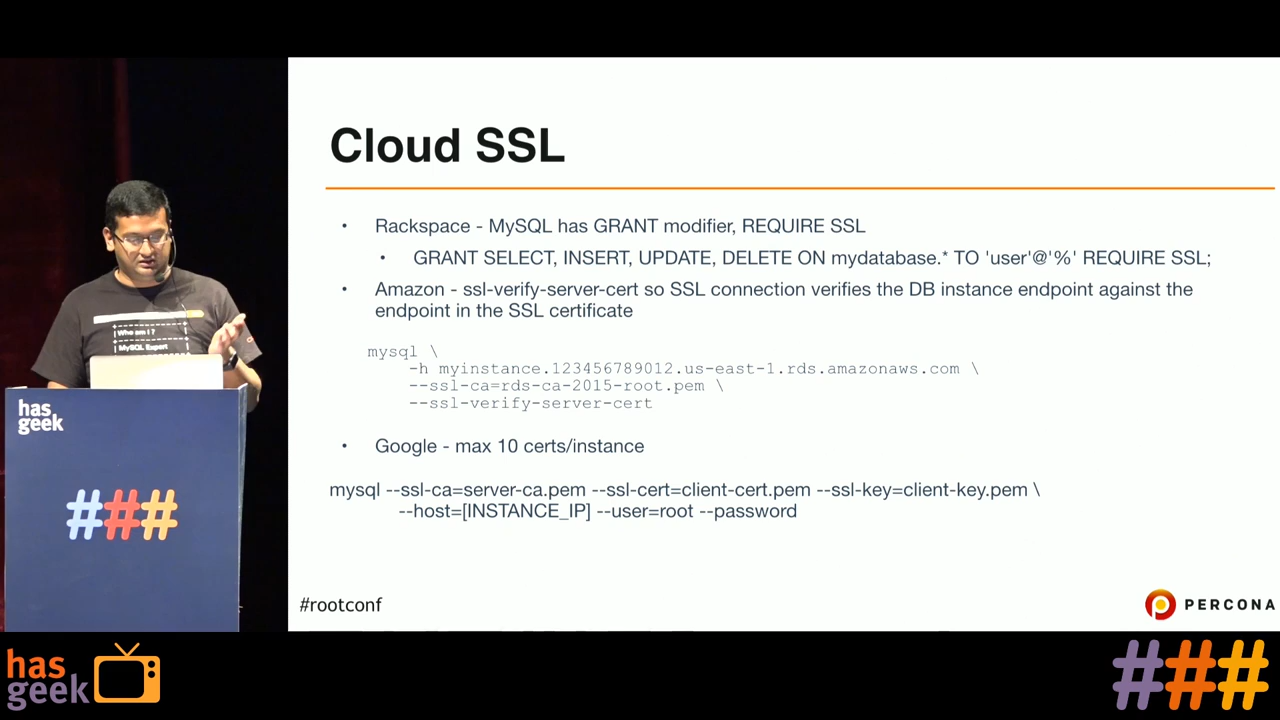 Cloud SSL
• Rackspace - MySQL has GRANT modifier, REQUIRE SSL
• GRANT SELECT, INSERT, UPDATE, DELETE ON mydatabase.* TO 'user'@'%' REQUIRE SSL;
• Amazon - ssl-verify-server-cert so SSL connection verifies the DB instance endpoint against the
endpoint in the SSL certificate
mysql \
-h myinstance.123456789012.us-east-1.rds.amazonaws.com \
--ssl-ca=rds-ca-2015-root.pem \
--ssl-verify-server-cert
• Google - max 10 certs/instance
mysql --ssl-ca=server-ca.pem --ssl-cert=client-cert.pem --ssl-key=client-key.pem \
--host=[INSTANCE_IP] --user=root --password
#rootconf
PERCONA
Who am I ?
MySQL Expert
has
geek
###
has
geek
###